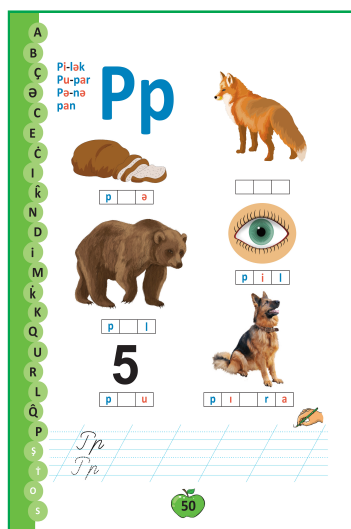 A
B
Ç
Ə
C
E
Ċ
I
k̂
N
D
İ
M
k̇
K
Q
U
R
L
Q̂
P
Ş
O
S
Pi-lək
Pu-par
Pə-nə
pan
Pp
p ə
p i l
p l
5
p u
p ı r a
Pp
Pp
50